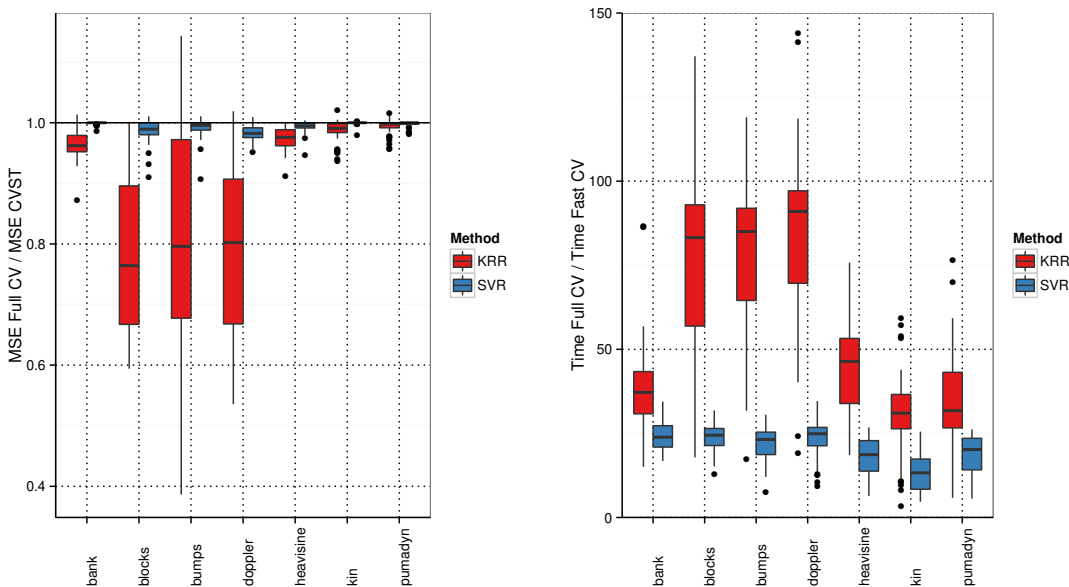 MSE Full CV / MSE CVST
1.0
0.8
0.6
0.4
bank
blocks
bumps
doppler
heavisine
kin
pumadyn
Method
KRR
SVR
Time Full CV / Time Fast CV
150
100
50
0
bank
blocks
bumps
doppler
heavisine
kin
pumadyn
Method
KRR
SVR